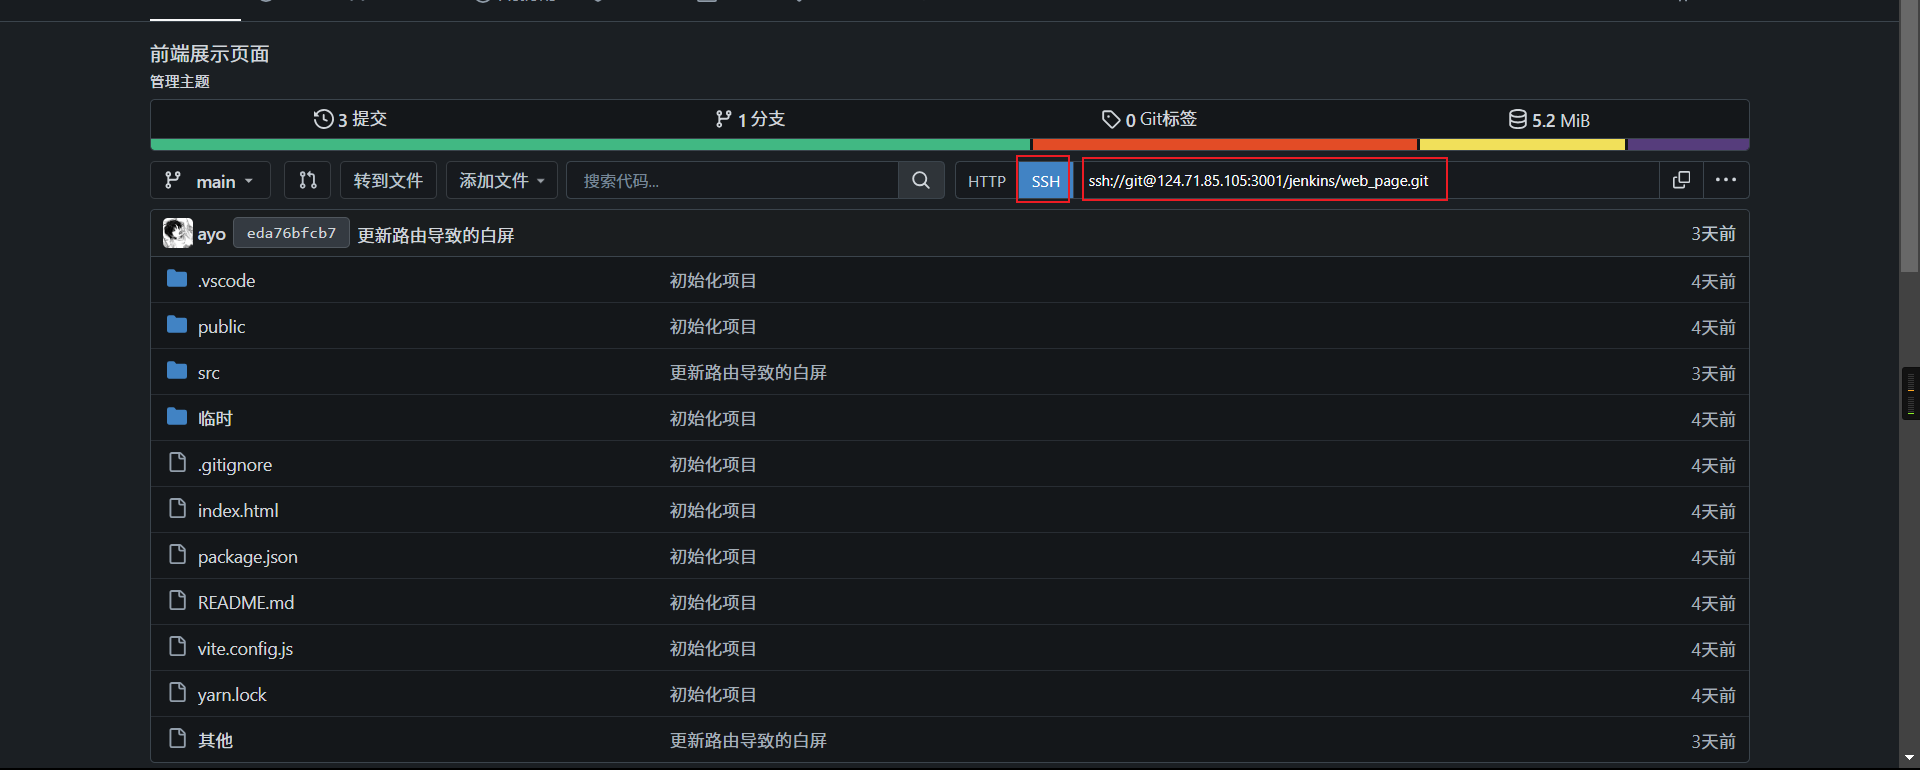 前端展示页面
管理主题
3 提交 1 分支 0 Git标签 5.2 MiB
main 转到文件 添加文件 搜索代码... HTTP SSH ssh://git@124.71.85.105:3001/jenkins/web_page.git
ayo eda76bfcb7 更新路由导致的白屏 3天前
.vscode 初始化项目 4天前
public 初始化项目 4天前
src 更新路由导致的白屏 3天前
临时 初始化项目 4天前
.gitignore 初始化项目 4天前
index.html 初始化项目 4天前
package.json 初始化项目 4天前
README.md 初始化项目 4天前
vite.config.js 初始化项目 4天前
yarn.lock 初始化项目 4天前
其他 更新路由导致的白屏 3天前